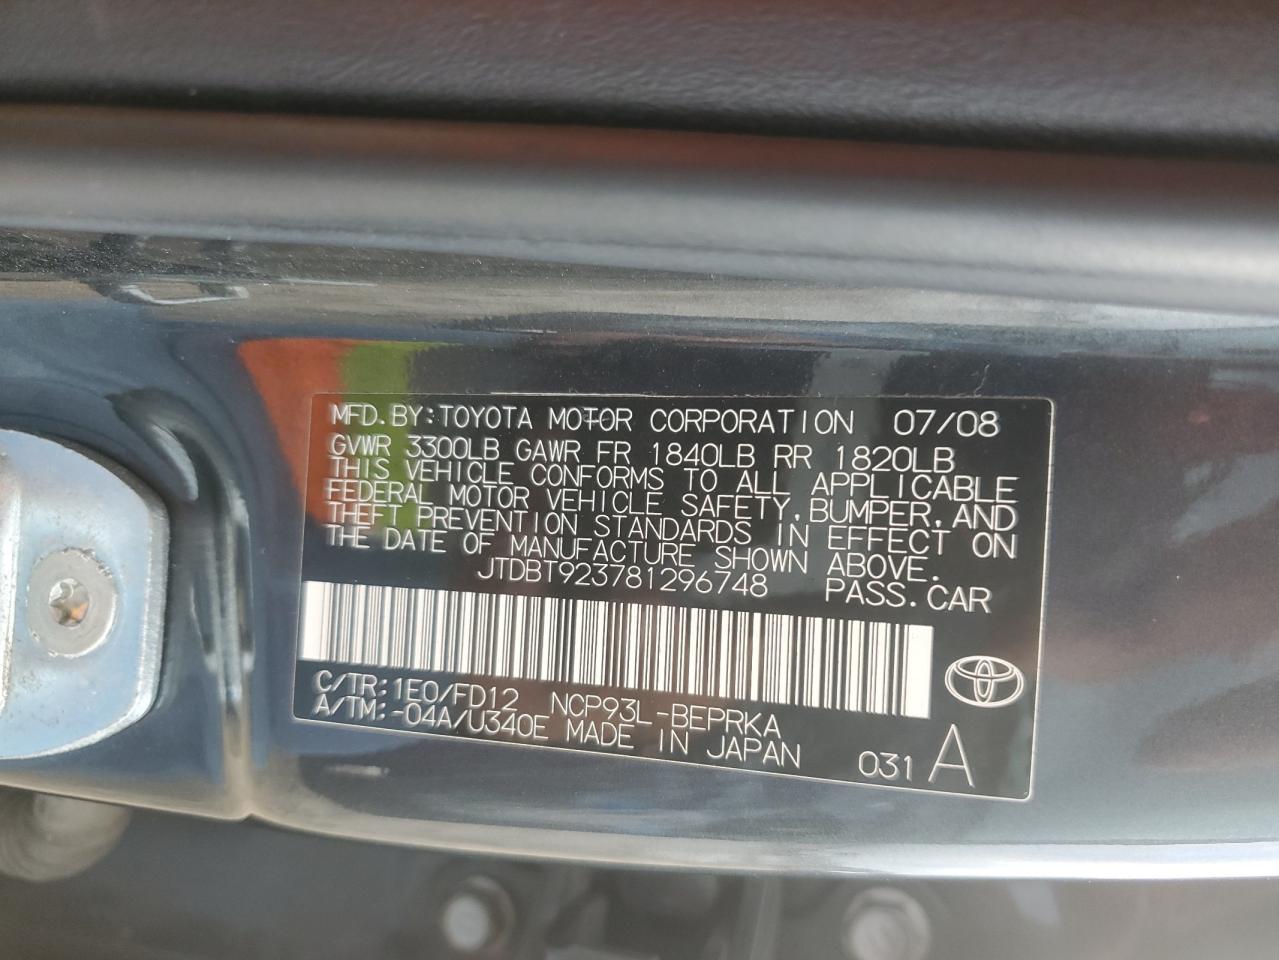 MFD. BY: TOYOTA MOTOR CORPORATION 07/08
GVWR 3300LB GAWR FR 1840LB RR 1820LB
THIS VEHICLE CONFORMS TO ALL APPLICABLE
FEDERAL MOTOR VEHICLE SAFETY, BUMPER, AND
THEFT PREVENTION STANDARDS IN EFFECT ON
THE DATE OF MANUFACTURE SHOWN ABOVE.
JTDBT923781296748 PASS. CAR
C/TR: 1E0/FD12 NCP93L-BEPRKA
A/TM: -04A/U340E MADE IN JAPAN 031 A